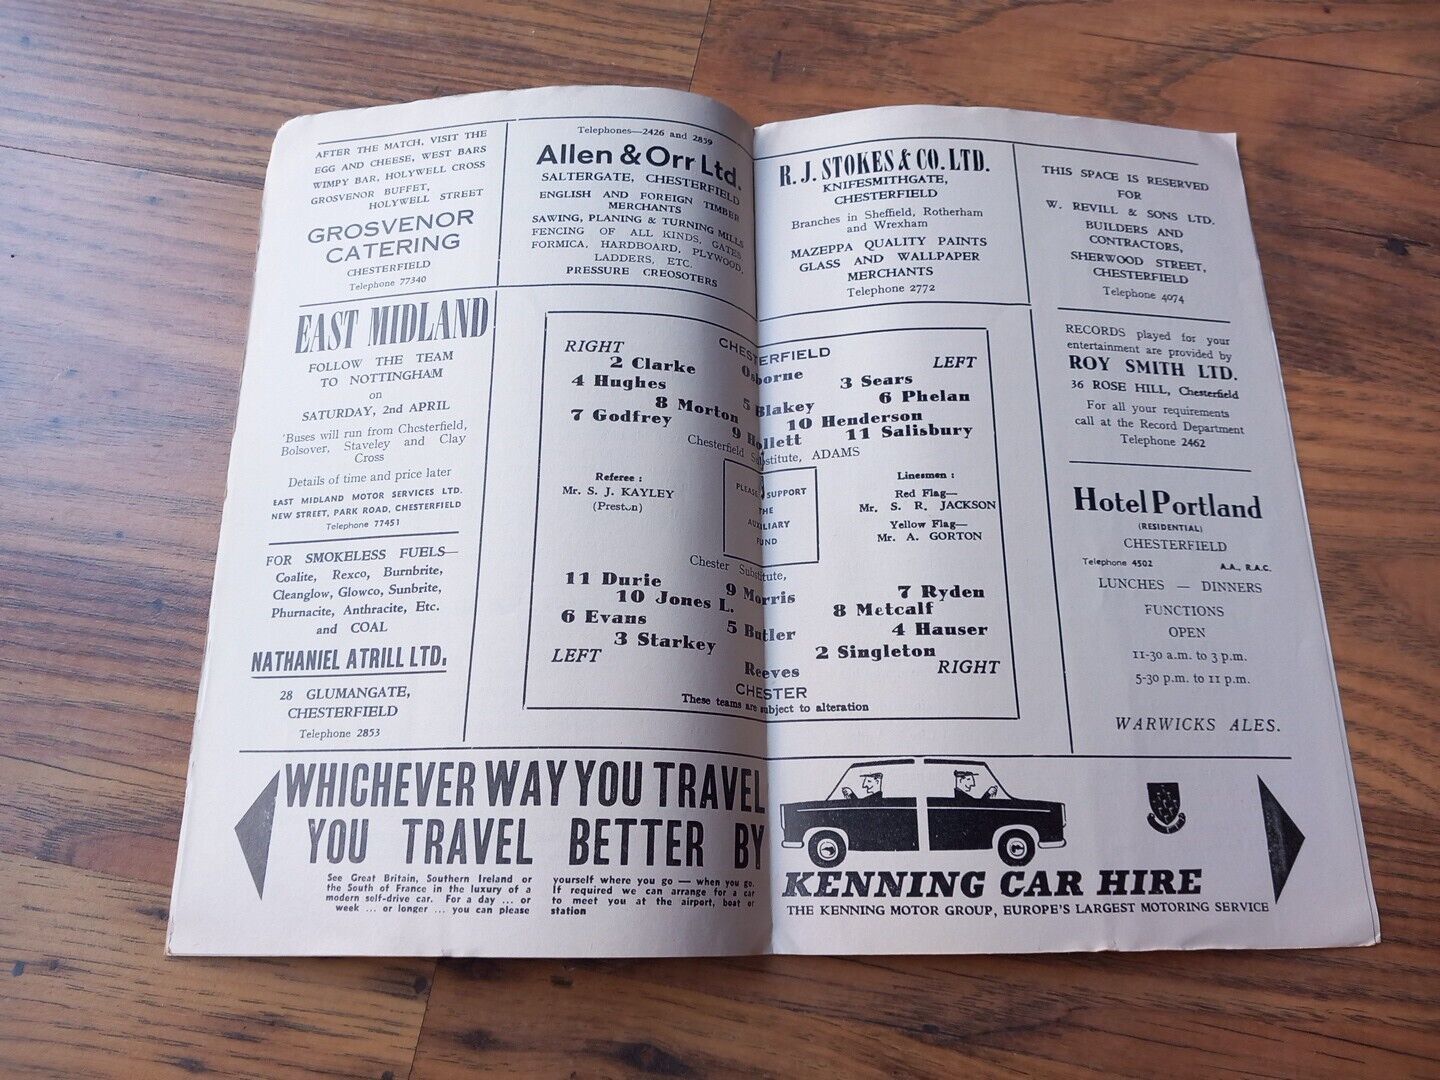 AFTER THE MATCH, VISIT THE
EGG AND CHEESE, WEST BARS
WIMPY BAR, HOLYWELL CROSS
GROSVENOR BUFFET,
HOLYWELL STREET
GROSVENOR
CATERING
CHESTERFIELD
Telephone 77340
Telephones—2426 and 2859
Allen & Orr Ltd.
SALTERGATE, CHESTERFIELD
ENGLISH AND FOREIGN TIMBER
MERCHANTS
SAWING, PLANING & TURNING MILLS
FENCING OF ALL KINDS, GATES
FORMICA, HARDBOARD, PLYWOOD,
LADDERS, ETC.
PRESSURE CREOSOTERS
R. J. STOKES & CO. LTD.
KNIFESMITHGATE,
CHESTERFIELD
Branches in Sheffield, Rotherham
and Wrexham
MAZEPPA QUALITY PAINTS
GLASS AND WALLPAPER
MERCHANTS
Telephone 2772
THIS SPACE IS RESERVED
FOR
W. REVILL & SONS LTD.
BUILDERS AND
CONTRACTORS,
SHERWOOD STREET,
CHESTERFIELD
Telephone 4074
EAST MIDLAND
FOLLOW THE TEAM
TO NOTTINGHAM
on
SATURDAY, 2nd APRIL
'Buses will run from Chesterfield,
Bolsover, Staveley and Clay
Cross
Details of time and price later
EAST MIDLAND MOTOR SERVICES LTD.
NEW STREET, PARK ROAD, CHESTERFIELD
Telephone 77451
FOR SMOKELESS FUELS—
Coalite, Rexco, Burnbrite,
Cleanglow, Glowco, Sunbrite,
Phurnacite, Anthracite, Etc.
and COAL
NATHANIEL ATRILL LTD.
28 GLUMANGATE,
CHESTERFIELD
Telephone 2853
CHESTERFIELD
RIGHT LEFT
Osborne
2 Clarke 3 Sears
4 Hughes 5 Blakey 6 Phelan
8 Morton 10 Henderson
7 Godfrey 9 Hollett 11 Salisbury
Chesterfield Substitute, ADAMS
Referee :
Mr. S. J. KAYLEY
(Preston)
PLEASE SUPPORT
THE
AUXILIARY
FUND
Linesmen :
Red Flag—
Mr. S. R. JACKSON
Yellow Flag—
Mr. A. GORTON
Chester Substitute,
11 Durie 9 Morris 7 Ryden
10 Jones L. 8 Metcalf
6 Evans 5 Butler 4 Hauser
3 Starkey 2 Singleton
LEFT Reeves RIGHT
CHESTER
These teams are subject to alteration
RECORDS played for your
entertainment are provided by
ROY SMITH LTD.
36 ROSE HILL, Chesterfield
For all your requirements
call at the Record Department
Telephone 2462
Hotel Portland
(RESIDENTIAL)
CHESTERFIELD
Telephone 4502 A.A., R.A.C.
LUNCHES — DINNERS
FUNCTIONS
OPEN
11-30 a.m. to 3 p.m.
5-30 p.m. to 11 p.m.
WARWICKS ALES.
WHICHEVER WAY YOU TRAVEL
YOU TRAVEL BETTER BY
See Great Britain, Southern Ireland or
the South of France in the luxury of a
modern self-drive car. For a day ... or
week ... or longer ... you can please
yourself where you go — when you go.
If required we can arrange for a car
to meet you at the airport, boat or
station
KENNING CAR HIRE
THE KENNING MOTOR GROUP, EUROPE'S LARGEST MOTORING SERVICE